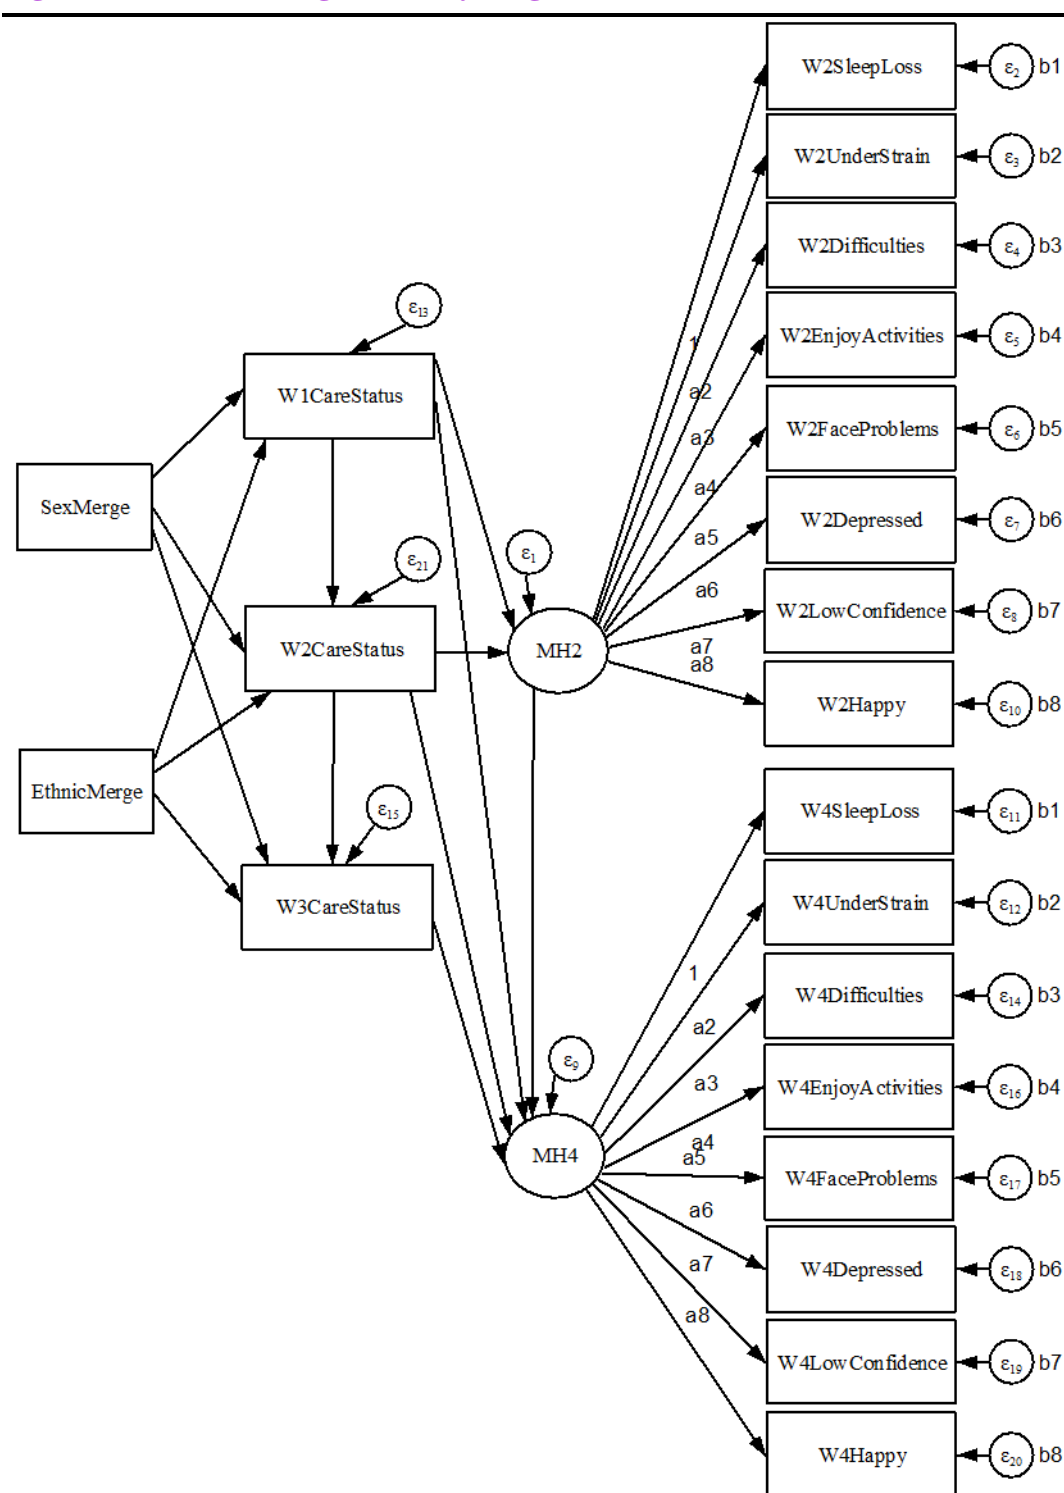 W2SleepLoss ε2 b1
W2UnderStrain ε3 b2
W2Difficulties ε4 b3
ε13
W2EnjoyActivities ε5 b4
1
W1CareStatus
a2
W2FaceProblems ε6 b5
a3
a4
SexMerge
W2Depressed ε7 b6
a5
ε21
ε1
a6
W2LowConfidence ε8 b7
W2CareStatus
MH2
a7
a8
W2Happy ε10 b8
EthnicMerge
ε15
W4SleepLoss ε11 b1
W3CareStatus
W4UnderStrain ε12 b2
1
W4Difficulties ε14 b3
a2
ε9
a3
W4EnjoyActivities ε16 b4
a4
MH4
a5
W4FaceProblems ε17 b5
a6
a7
W4Depressed ε18 b6
a8
W4LowConfidence ε19 b7
W4Happy ε20 b8